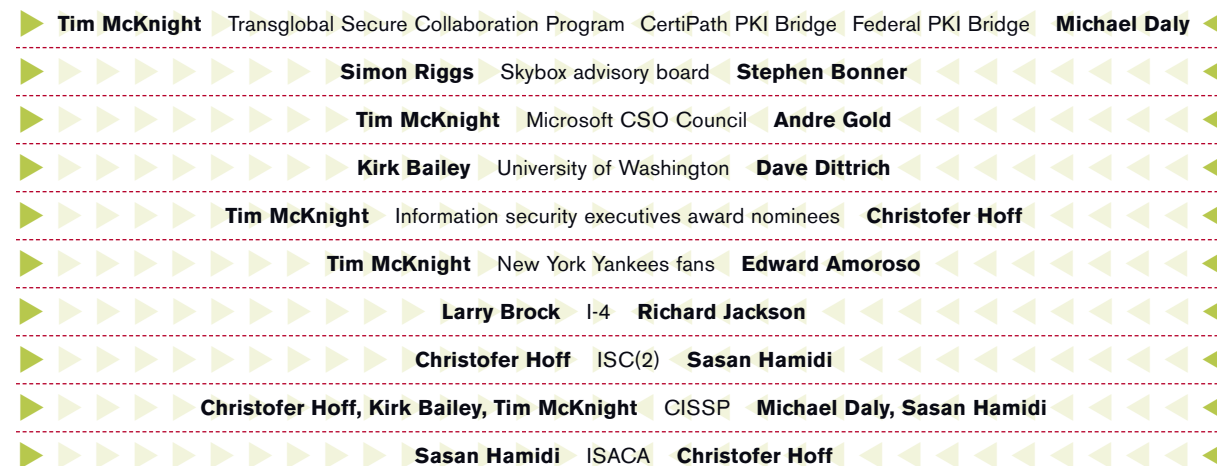 Tim McKnight Transglobal Secure Collaboration Program CertiPath PKI Bridge Federal PKI Bridge Michael Daly
Simon Riggs Skybox advisory board Stephen Bonner
Tim McKnight Microsoft CSO Council Andre Gold
Kirk Bailey University of Washington Dave Dittrich
Tim McKnight Information security executives award nominees Christofer Hoff
Tim McKnight New York Yankees fans Edward Amoroso
Larry Brock I-4 Richard Jackson
Christofer Hoff ISC(2) Sasan Hamidi
Christofer Hoff, Kirk Bailey, Tim McKnight CISSP Michael Daly, Sasan Hamidi
Sasan Hamidi ISACA Christofer Hoff